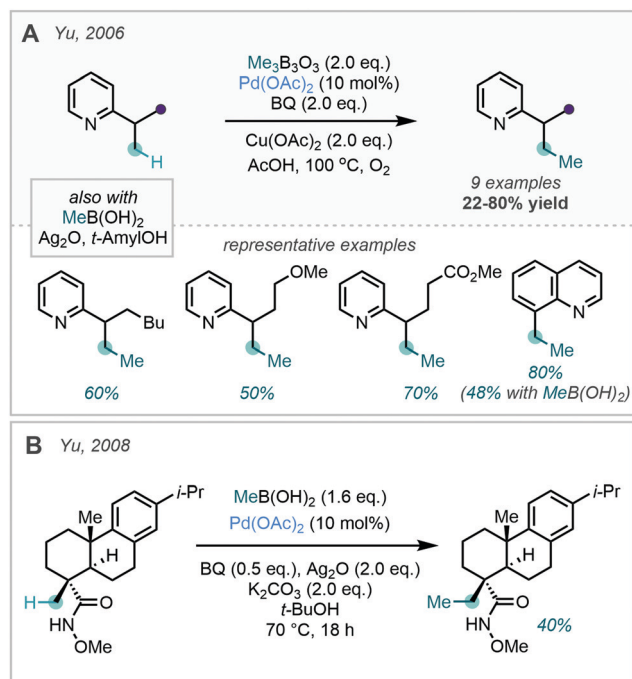 A Yu, 2006
Me₃B₃O₃ (2.0 eq.)
Pd(OAc)₂ (10 mol%)
BQ (2.0 eq.)
Cu(OAc)₂ (2.0 eq.)
AcOH, 100 °C, O₂
N
H
N
Me
9 examples
22-80% yield
also with
MeB(OH)₂
Ag₂O, t-AmylOH
representative examples
N
Bu
Me
60%
OMe
N
Me
50%
CO₂Me
N
Me
70%
N
Me
80%
(48% with MeB(OH)₂)
B Yu, 2008
i-Pr
Me
H
H
O
HN
OMe
MeB(OH)₂ (1.6 eq.)
Pd(OAc)₂ (10 mol%)
BQ (0.5 eq.), Ag₂O (2.0 eq.)
K₂CO₃ (2.0 eq.)
t-BuOH
70 °C, 18 h
i-Pr
Me
H
Me
O
HN
OMe
40%